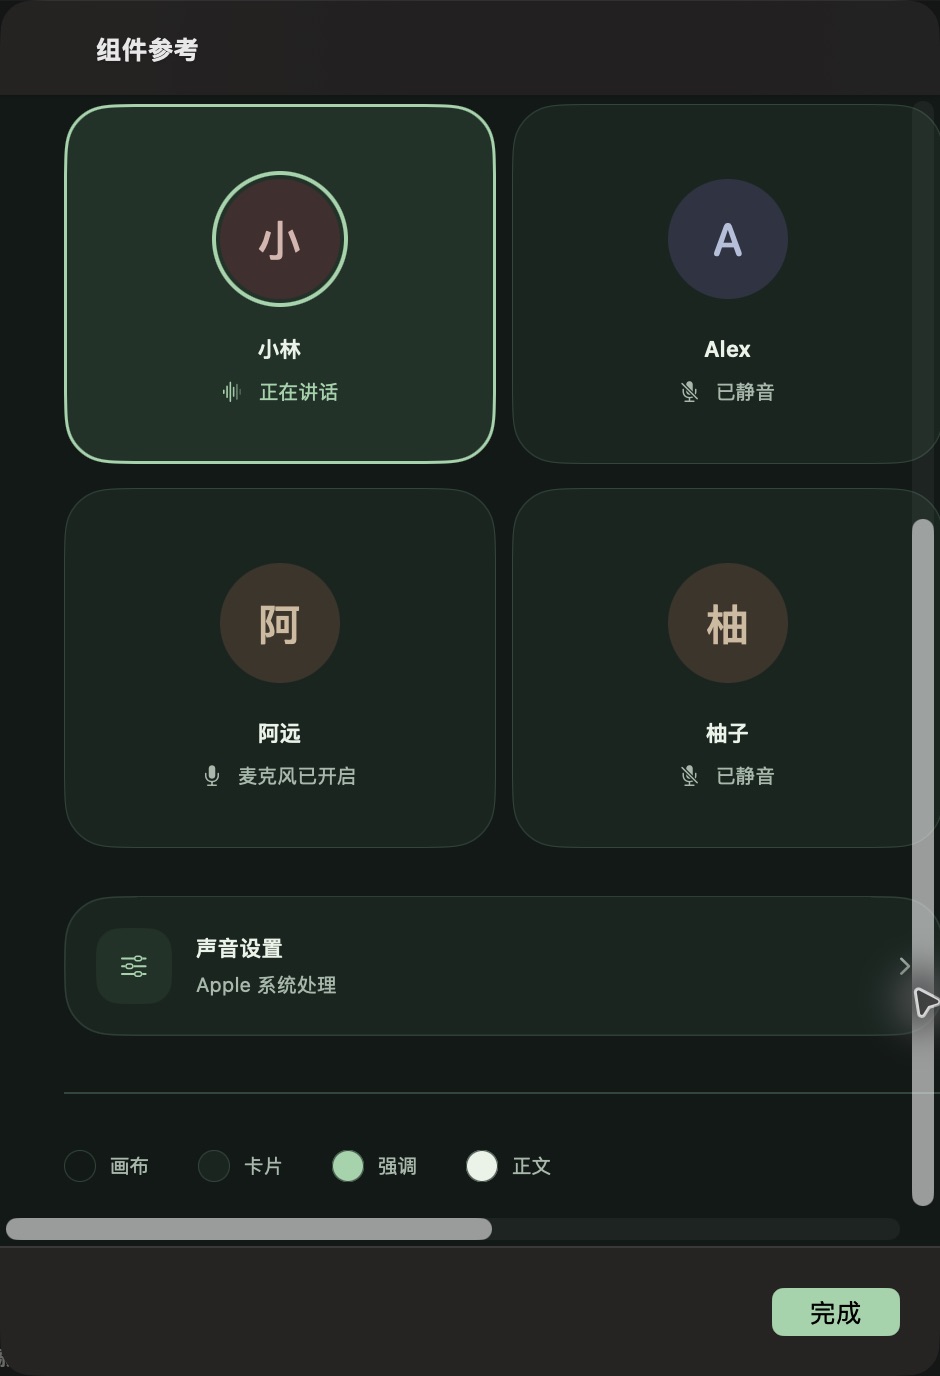 组件参考
小
小林
正在讲话
A
Alex
已静音
阿
阿远
麦克风已开启
柚
柚子
已静音
声音设置
Apple 系统处理
画布
卡片
强调
正文
完成